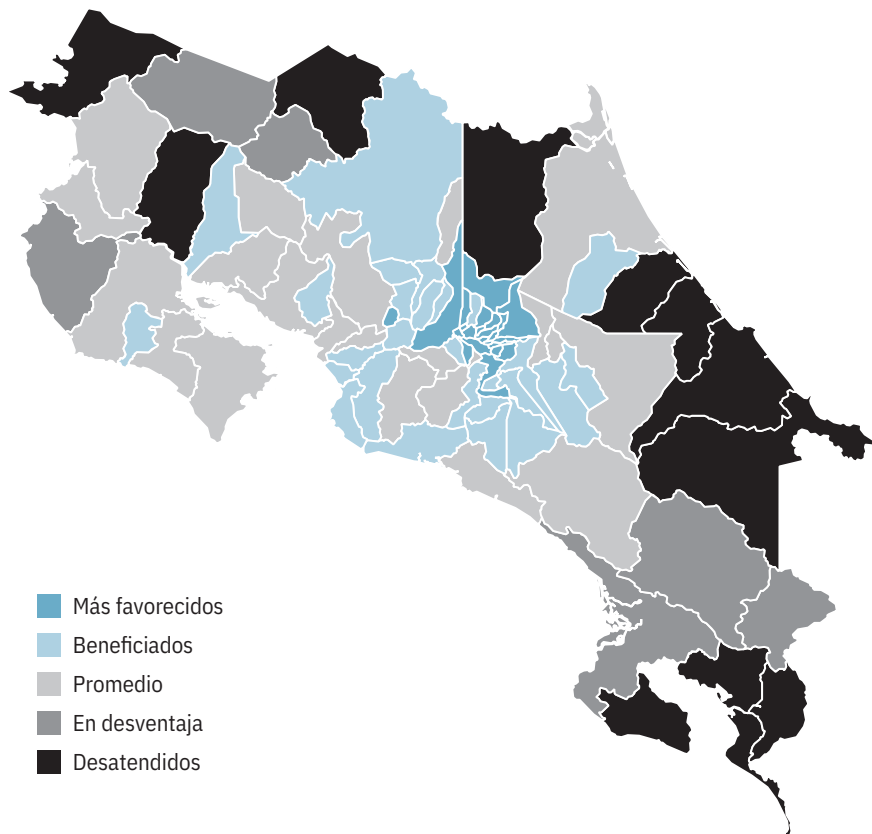 Más favorecidos
Beneficiados
Promedio
En desventaja
Desatendidos